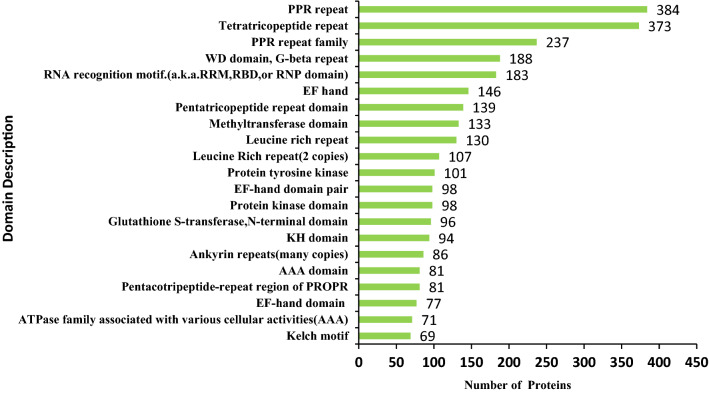 Domain Description
PPR repeat 384
Tetratricopeptide repeat 373
PPR repeat family 237
WD domain, G-beta repeat 188
RNA recognition motif.(a.k.a.RRM,RBD,or RNP domain) 183
EF hand 146
Pentatricopeptide repeat domain 139
Methyltransferase domain 133
Leucine rich repeat 130
Leucine Rich repeat(2 copies) 107
Protein tyrosine kinase 101
EF-hand domain pair 98
Protein kinase domain 98
Glutathione S-transferase,N-terminal domain 96
KH domain 94
Ankyrin repeats(many copies) 86
AAA domain 81
Pentacotripeptide-repeat region of PROPR 81
EF-hand domain 77
ATPase family associated with various cellular activities(AAA) 71
Kelch motif 69
0 50 100 150 200 250 300 350 400 450
Number of Proteins